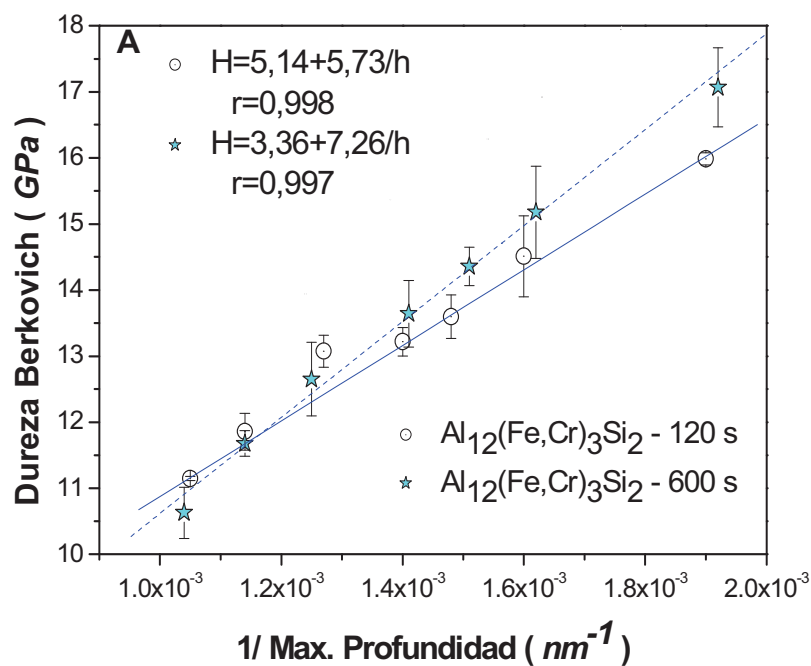 A
H=5,14+5,73/h
r=0,998
H=3,36+7,26/h
r=0,997
Dureza Berkovich ( GPa )
18
17
16
15
14
13
12
11
10
Al₁₂(Fe,Cr)₃Si₂ - 120 s
Al₁₂(Fe,Cr)₃Si₂ - 600 s
1.0x10⁻³ 1.2x10⁻³ 1.4x10⁻³ 1.6x10⁻³ 1.8x10⁻³ 2.0x10⁻³
1/ Max. Profundidad ( nm⁻¹ )